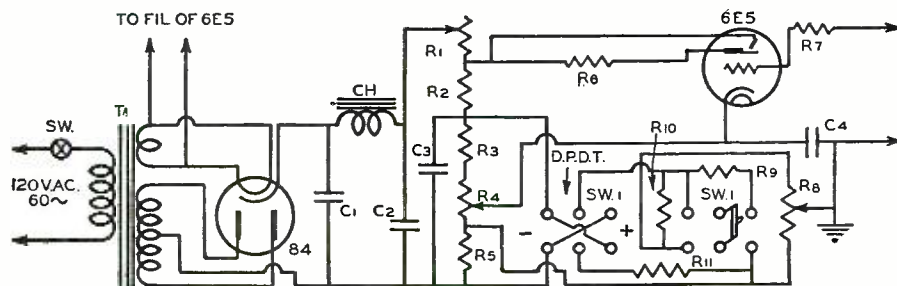 TO FIL OF 6E5
6E5
R1
R7
R6
CH
R2
T1
SW.
C3
R3
R10
C4
D.P.D.T.
R9
120V.AC.
60~
C1
R4
SW.1
SW.1
R8
C2
-
+
84
R5
R11